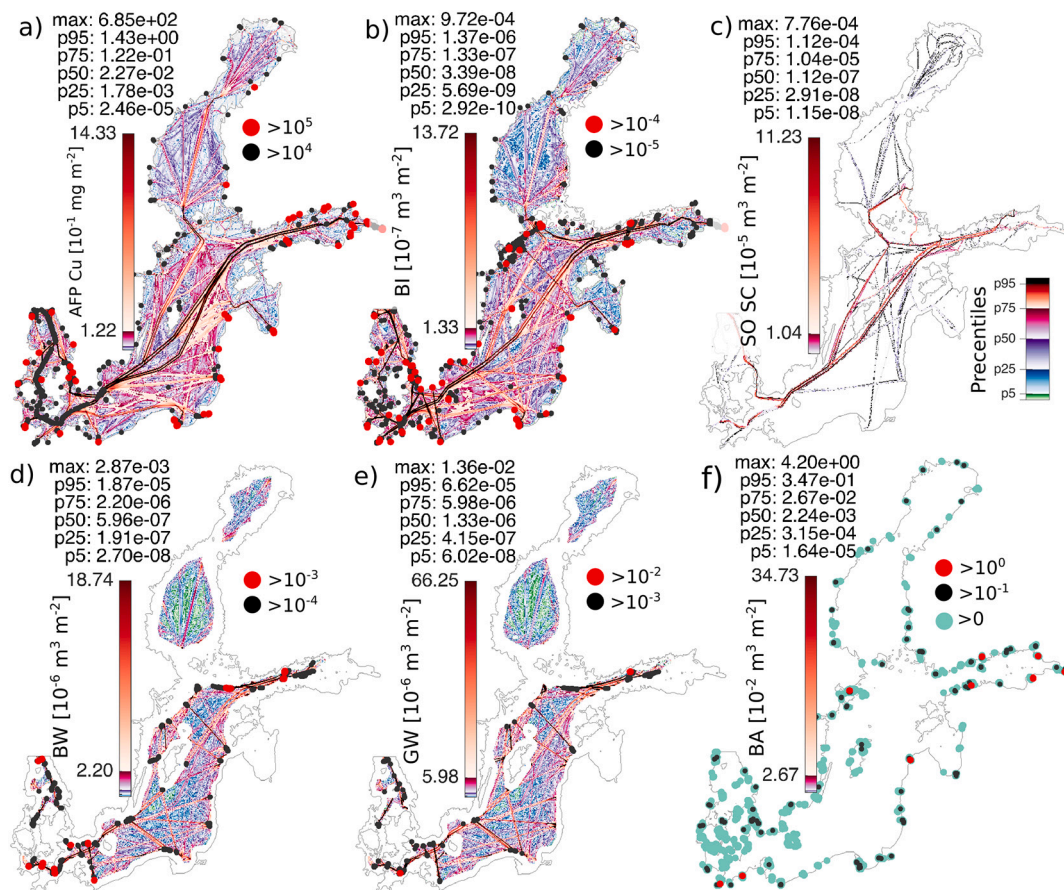 a)
max: 6.85e+02
p95: 1.43e+00
p75: 1.22e-01
p50: 2.27e-02
p25: 1.78e-03
p5: 2.46e-05
14.33
1.22
AFP Cu [10⁻¹ mg m⁻²]
>10⁵
>10⁴
b)
max: 9.72e-04
p95: 1.37e-06
p75: 1.33e-07
p50: 3.39e-08
p25: 5.69e-09
p5: 2.92e-10
13.72
1.33
BI [10⁻⁷ m³ m⁻²]
>10⁻⁴
>10⁻⁵
c)
max: 7.76e-04
p95: 1.12e-04
p75: 1.04e-05
p50: 1.12e-07
p25: 2.91e-08
p5: 1.15e-08
11.23
1.04
SO SC [10⁻⁵ m³ m⁻²]
Precentiles
p95
p75
p50
p25
p5
d)
max: 2.87e-03
p95: 1.87e-05
p75: 2.20e-06
p50: 5.96e-07
p25: 1.91e-07
p5: 2.70e-08
18.74
2.20
BW [10⁻⁶ m³ m⁻²]
>10⁻³
>10⁻⁴
e)
max: 1.36e-02
p95: 6.62e-05
p75: 5.98e-06
p50: 1.33e-06
p25: 4.15e-07
p5: 6.02e-08
66.25
5.98
GW [10⁻⁶ m³ m⁻²]
>10⁻²
>10⁻³
f)
max: 4.20e+00
p95: 3.47e-01
p75: 2.67e-02
p50: 2.24e-03
p25: 3.15e-04
p5: 1.64e-05
34.73
2.67
BA [10⁻² m³ m⁻²]
>10⁰
>10⁻¹
>0